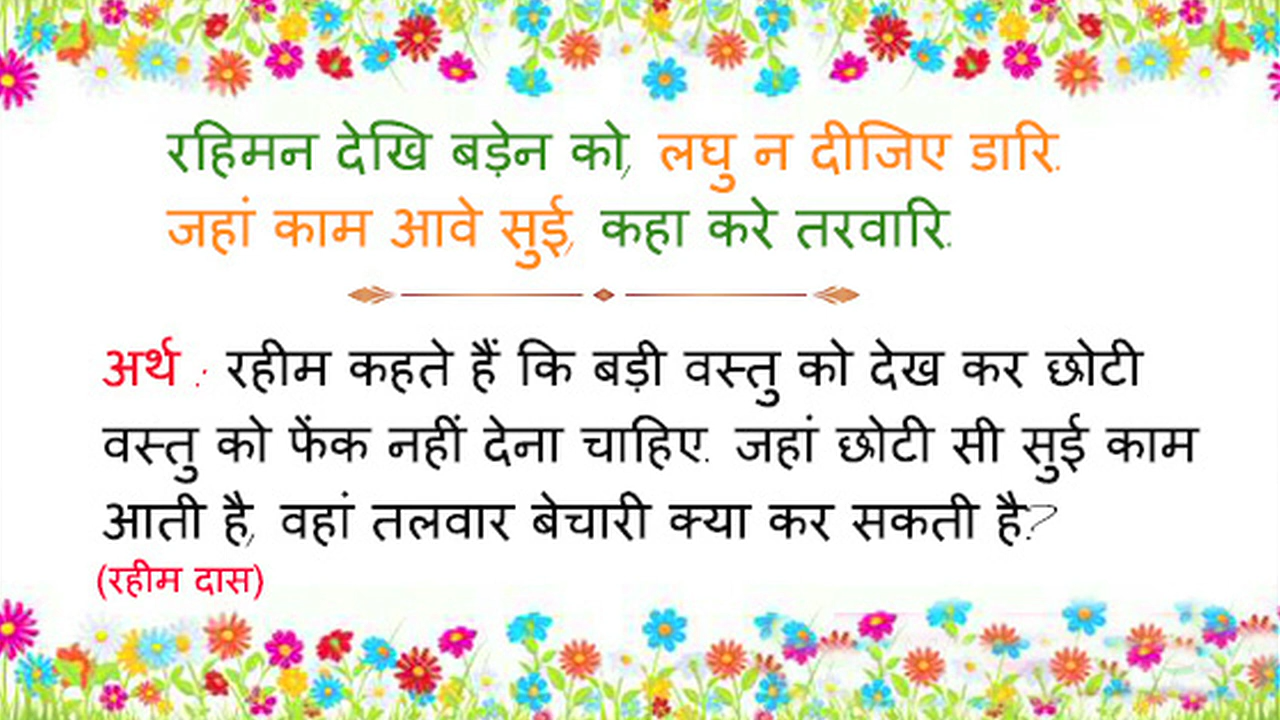 रहिमन देखि बड़ेन को, लघु न दीजिए डारि.
जहां काम आवे सुई, कहा करे तरवारि.
अर्थ : रहीम कहते हैं कि बड़ी वस्तु को देख कर छोटी
वस्तु को फेंक नहीं देना चाहिए. जहां छोटी सी सुई काम
आती है, वहां तलवार बेचारी क्या कर सकती है?
(रहीम दास)